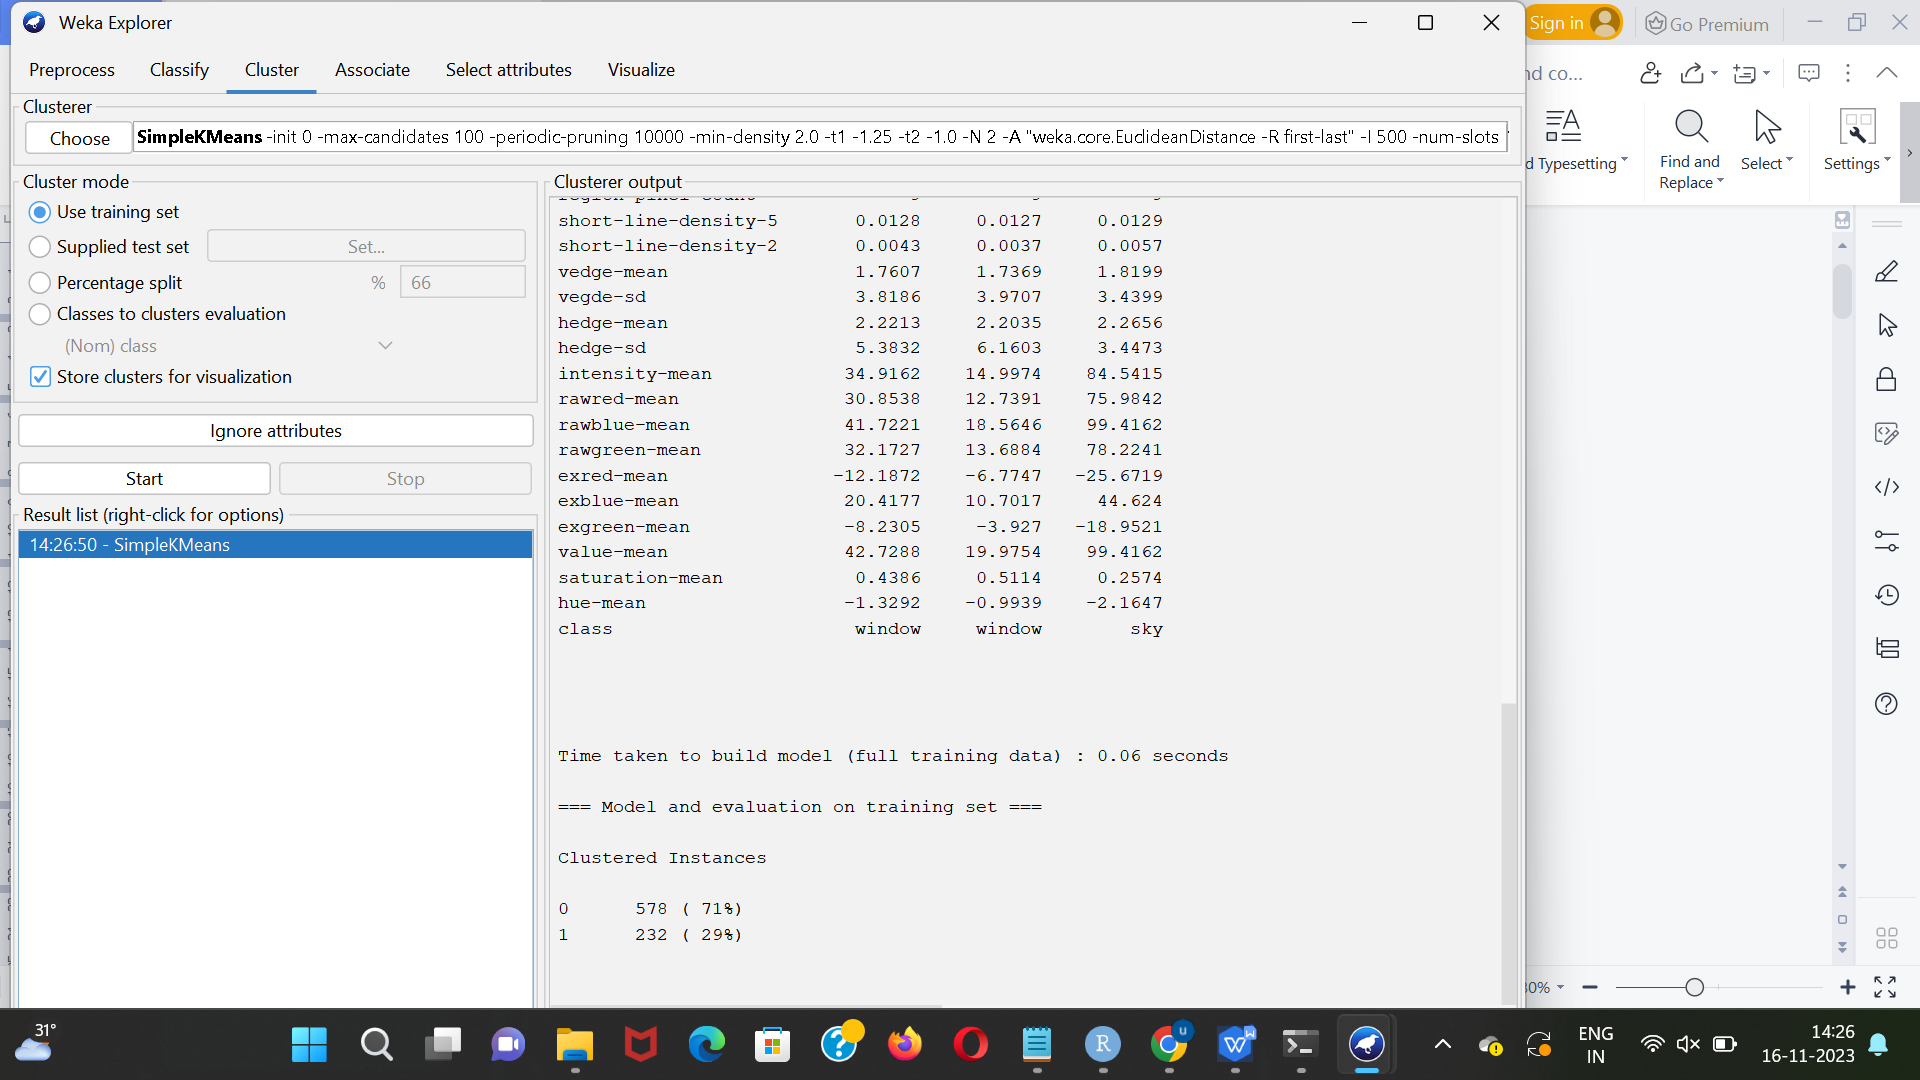 Weka Explorer
Sign in
Go Premium
Preprocess Classify Cluster Associate Select attributes Visualize
nd co...
Clusterer
Choose SimpleKMeans -init 0 -max-candidates 100 -periodic-pruning 10000 -min-density 2.0 -t1 -1.25 -t2 -1.0 -N 2 -A "weka.core.EuclideanDistance -R first-last" -I 500 -num-slots
d Typesetting
Find and Replace
Select
Settings
Cluster mode
Use training set
Supplied test set Set...
Percentage split % 66
Classes to clusters evaluation
(Nom) class
Store clusters for visualization
Ignore attributes
Start Stop
Result list (right-click for options)
14:26:50 - SimpleKMeans
Clusterer output
short-line-density-5 0.0128 0.0127 0.0129
short-line-density-2 0.0043 0.0037 0.0057
vedge-mean 1.7607 1.7369 1.8199
vegde-sd 3.8186 3.9707 3.4399
hedge-mean 2.2213 2.2035 2.2656
hedge-sd 5.3832 6.1603 3.4473
intensity-mean 34.9162 14.9974 84.5415
rawred-mean 30.8538 12.7391 75.9842
rawblue-mean 41.7221 18.5646 99.4162
rawgreen-mean 32.1727 13.6884 78.2241
exred-mean -12.1872 -6.7747 -25.6719
exblue-mean 20.4177 10.7017 44.624
exgreen-mean -8.2305 -3.927 -18.9521
value-mean 42.7288 19.9754 99.4162
saturation-mean 0.4386 0.5114 0.2574
hue-mean -1.3292 -0.9939 -2.1647
class window window sky
Time taken to build model (full training data) : 0.06 seconds
=== Model and evaluation on training set ===
Clustered Instances
0 578 ( 71%)
1 232 ( 29%)
0%
31°
ENG
IN
14:26
16-11-2023